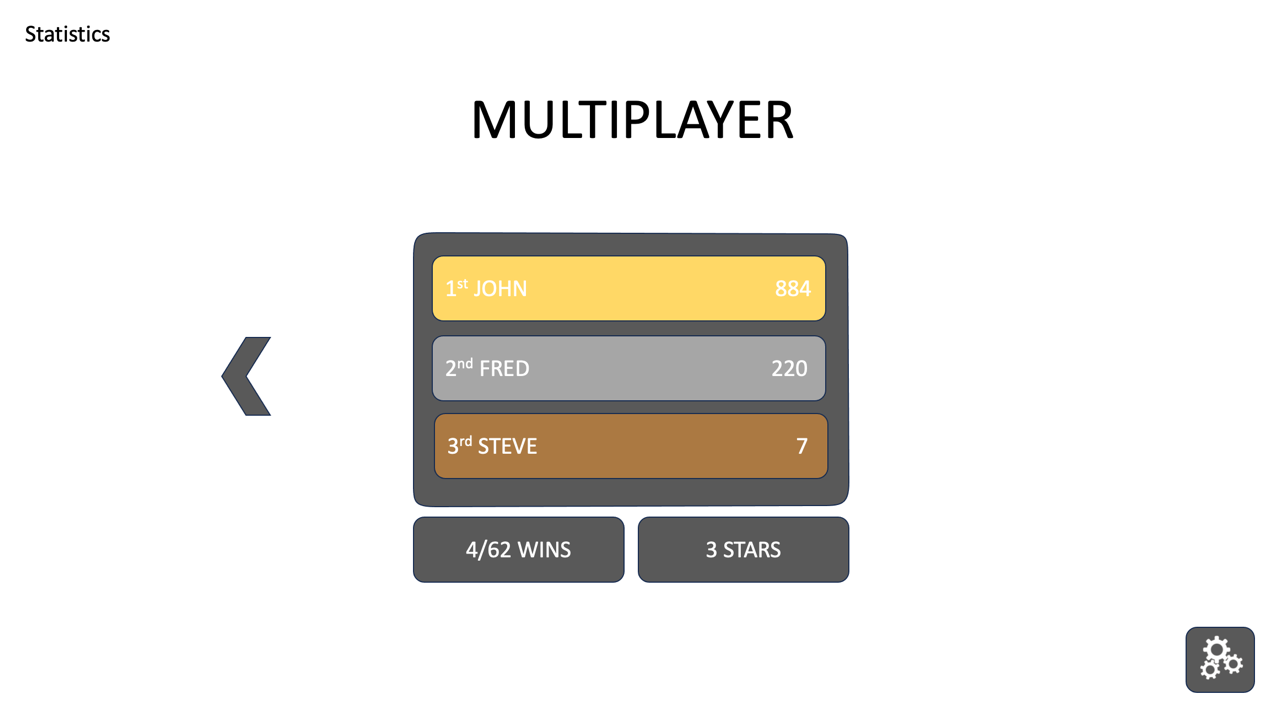 Statistics
MULTIPLAYER
1st JOHN 884
2nd FRED 220
3rd STEVE 7
4/62 WINS 3 STARS